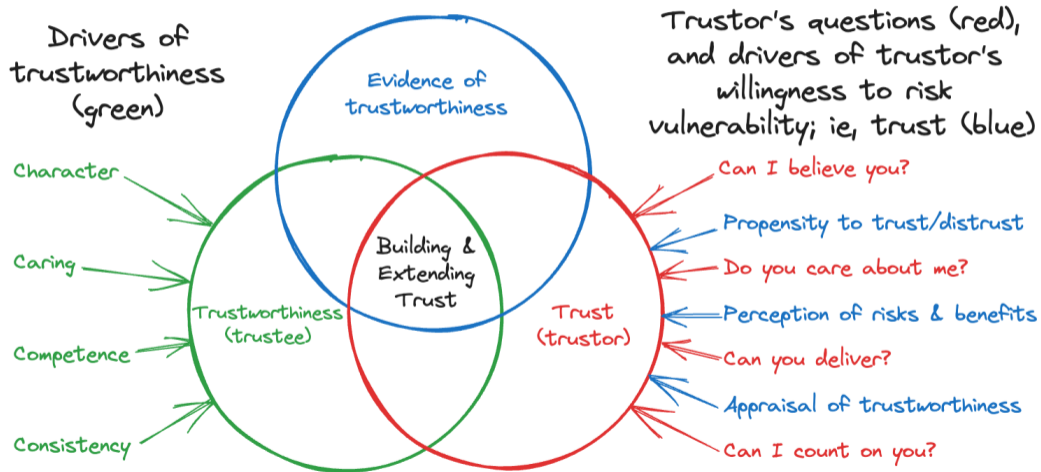 Drivers of
trustworthiness
(green)
Trustor's questions (red),
and drivers of trustor's
willingness to risk
vulnerability; ie, trust (blue)
Evidence of
trustworthiness
Character
Caring
Competence
Consistency
Building &
Extending
Trust
Trustworthiness
(trustee)
Trust
(trustor)
Can I believe you?
Propensity to trust/distrust
Do you care about me?
Perception of risks & benefits
Can you deliver?
Appraisal of trustworthiness
Can I count on you?